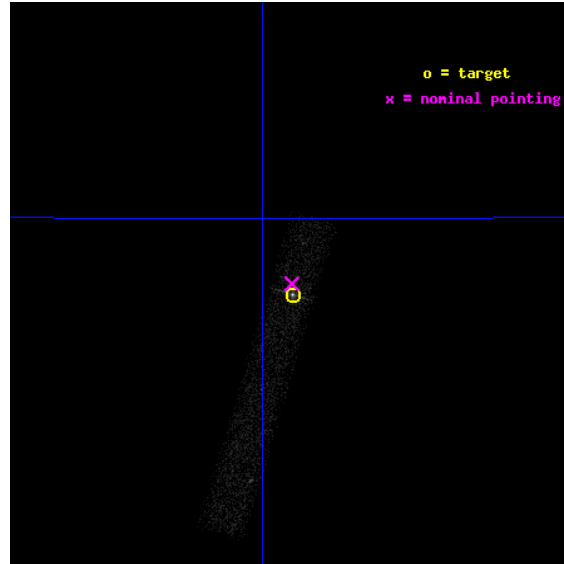 o = target
x = nominal pointing